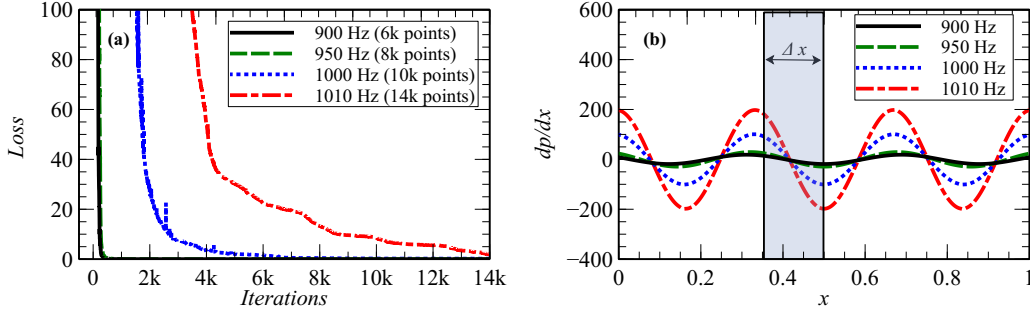 100
80
60
40
20
0
Loss
(a)
900 Hz (6k points)
950 Hz (8k points)
1000 Hz (10k points)
1010 Hz (14k points)
0 2k 4k 6k 8k 10k 12k 14k
Iterations
600
400
200
0
−200
−400
dp/dx
(b)
Δ x
900 Hz
950 Hz
1000 Hz
1010 Hz
0 0.2 0.4 0.6 0.8 1
x